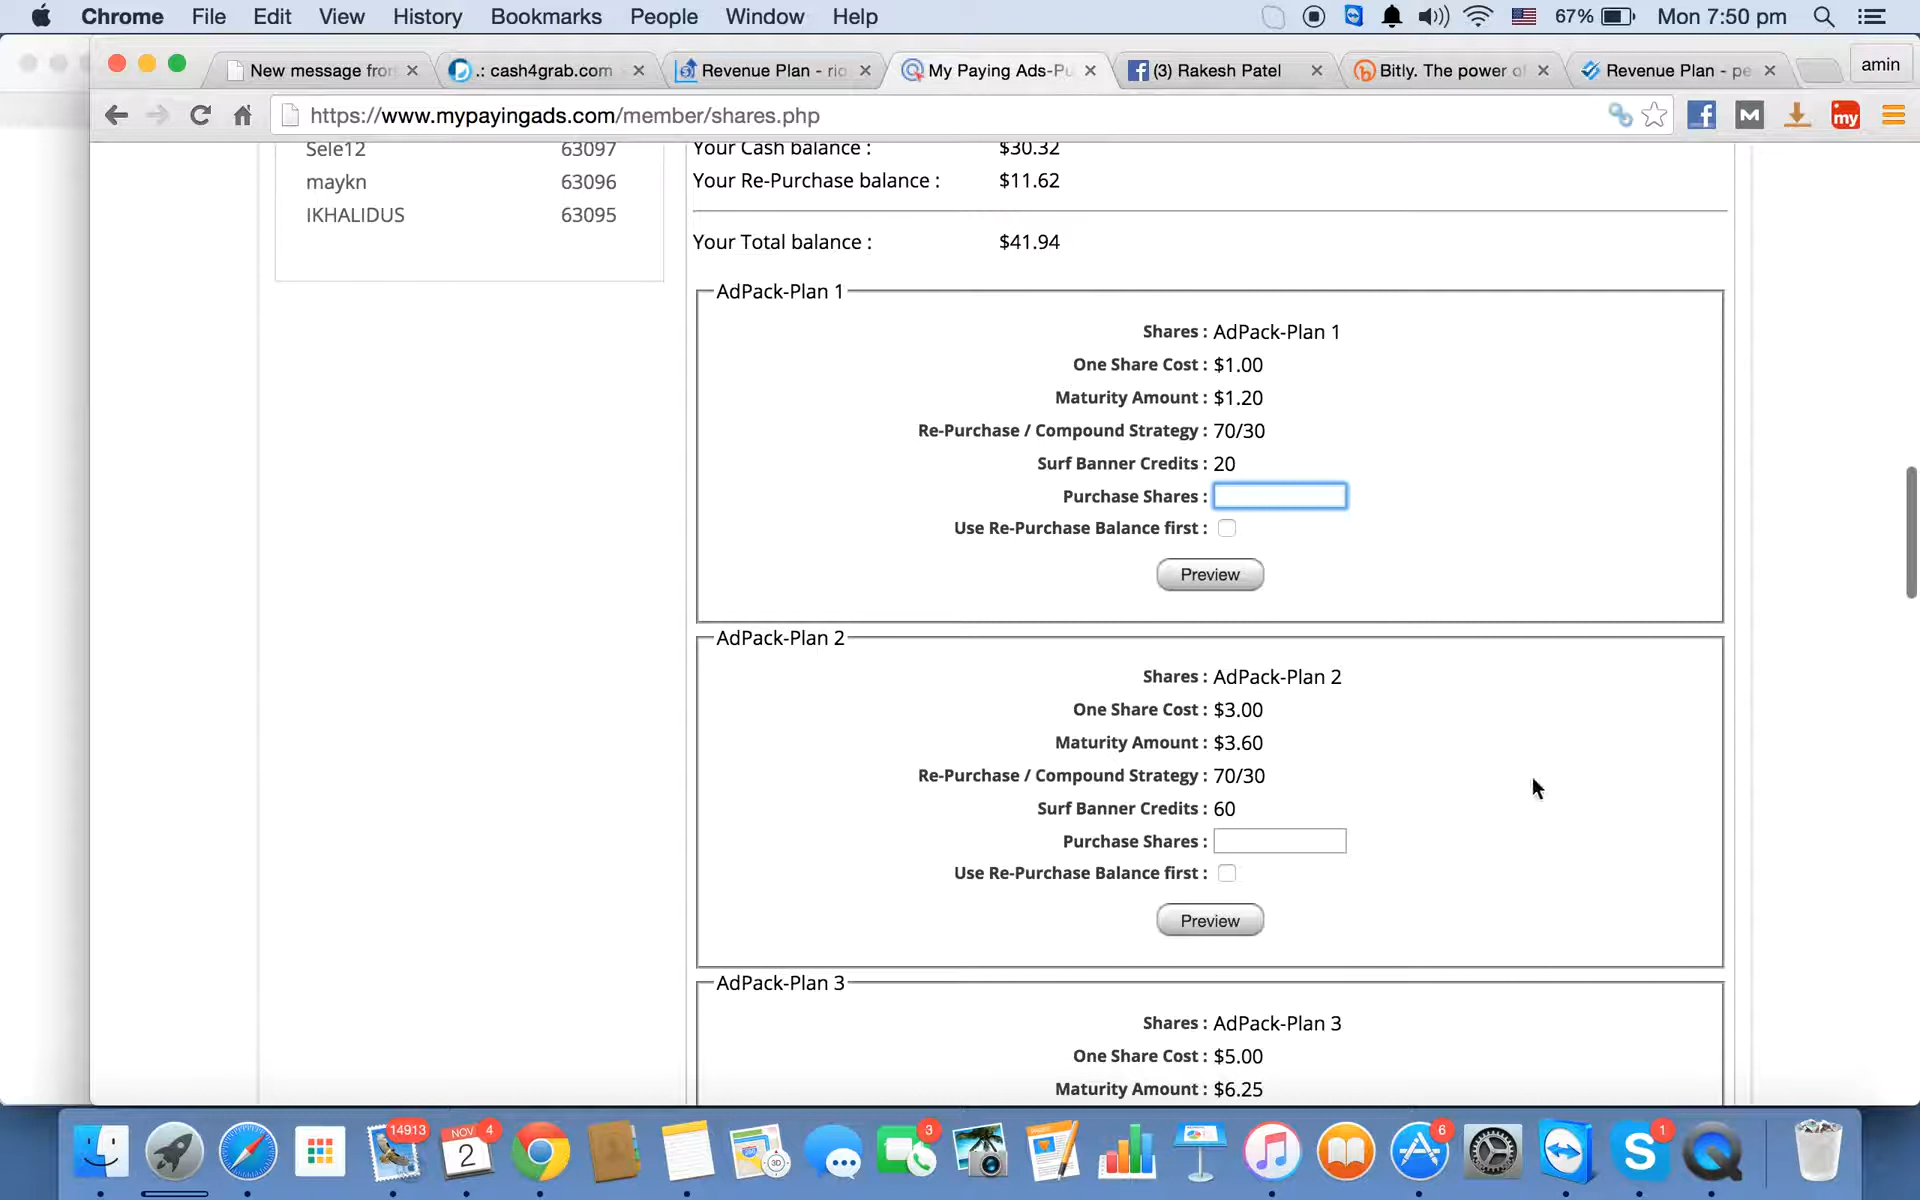 Chrome File Edit View History Bookmarks People Window Help 67% Mon 7:50 pm
New message from .: cash4grab.com Revenue Plan - ric My Paying Ads-Pu (3) Rakesh Patel Bitly. The power of Revenue Plan - pe amin
https://www.mypayingads.com/member/shares.php M my
Sele12 63097
maykn 63096
IKHALIDUS 63095
Your Cash balance : $30.32
Your Re-Purchase balance : $11.62
Your Total balance : $41.94
AdPack-Plan 1
Shares : AdPack-Plan 1
One Share Cost : $1.00
Maturity Amount : $1.20
Re-Purchase / Compound Strategy : 70/30
Surf Banner Credits : 20
Purchase Shares :
Use Re-Purchase Balance first :
Preview
AdPack-Plan 2
Shares : AdPack-Plan 2
One Share Cost : $3.00
Maturity Amount : $3.60
Re-Purchase / Compound Strategy : 70/30
Surf Banner Credits : 60
Purchase Shares :
Use Re-Purchase Balance first :
Preview
AdPack-Plan 3
Shares : AdPack-Plan 3
One Share Cost : $5.00
Maturity Amount : $6.25
14913 NOV 4 2 3D 3 6 1